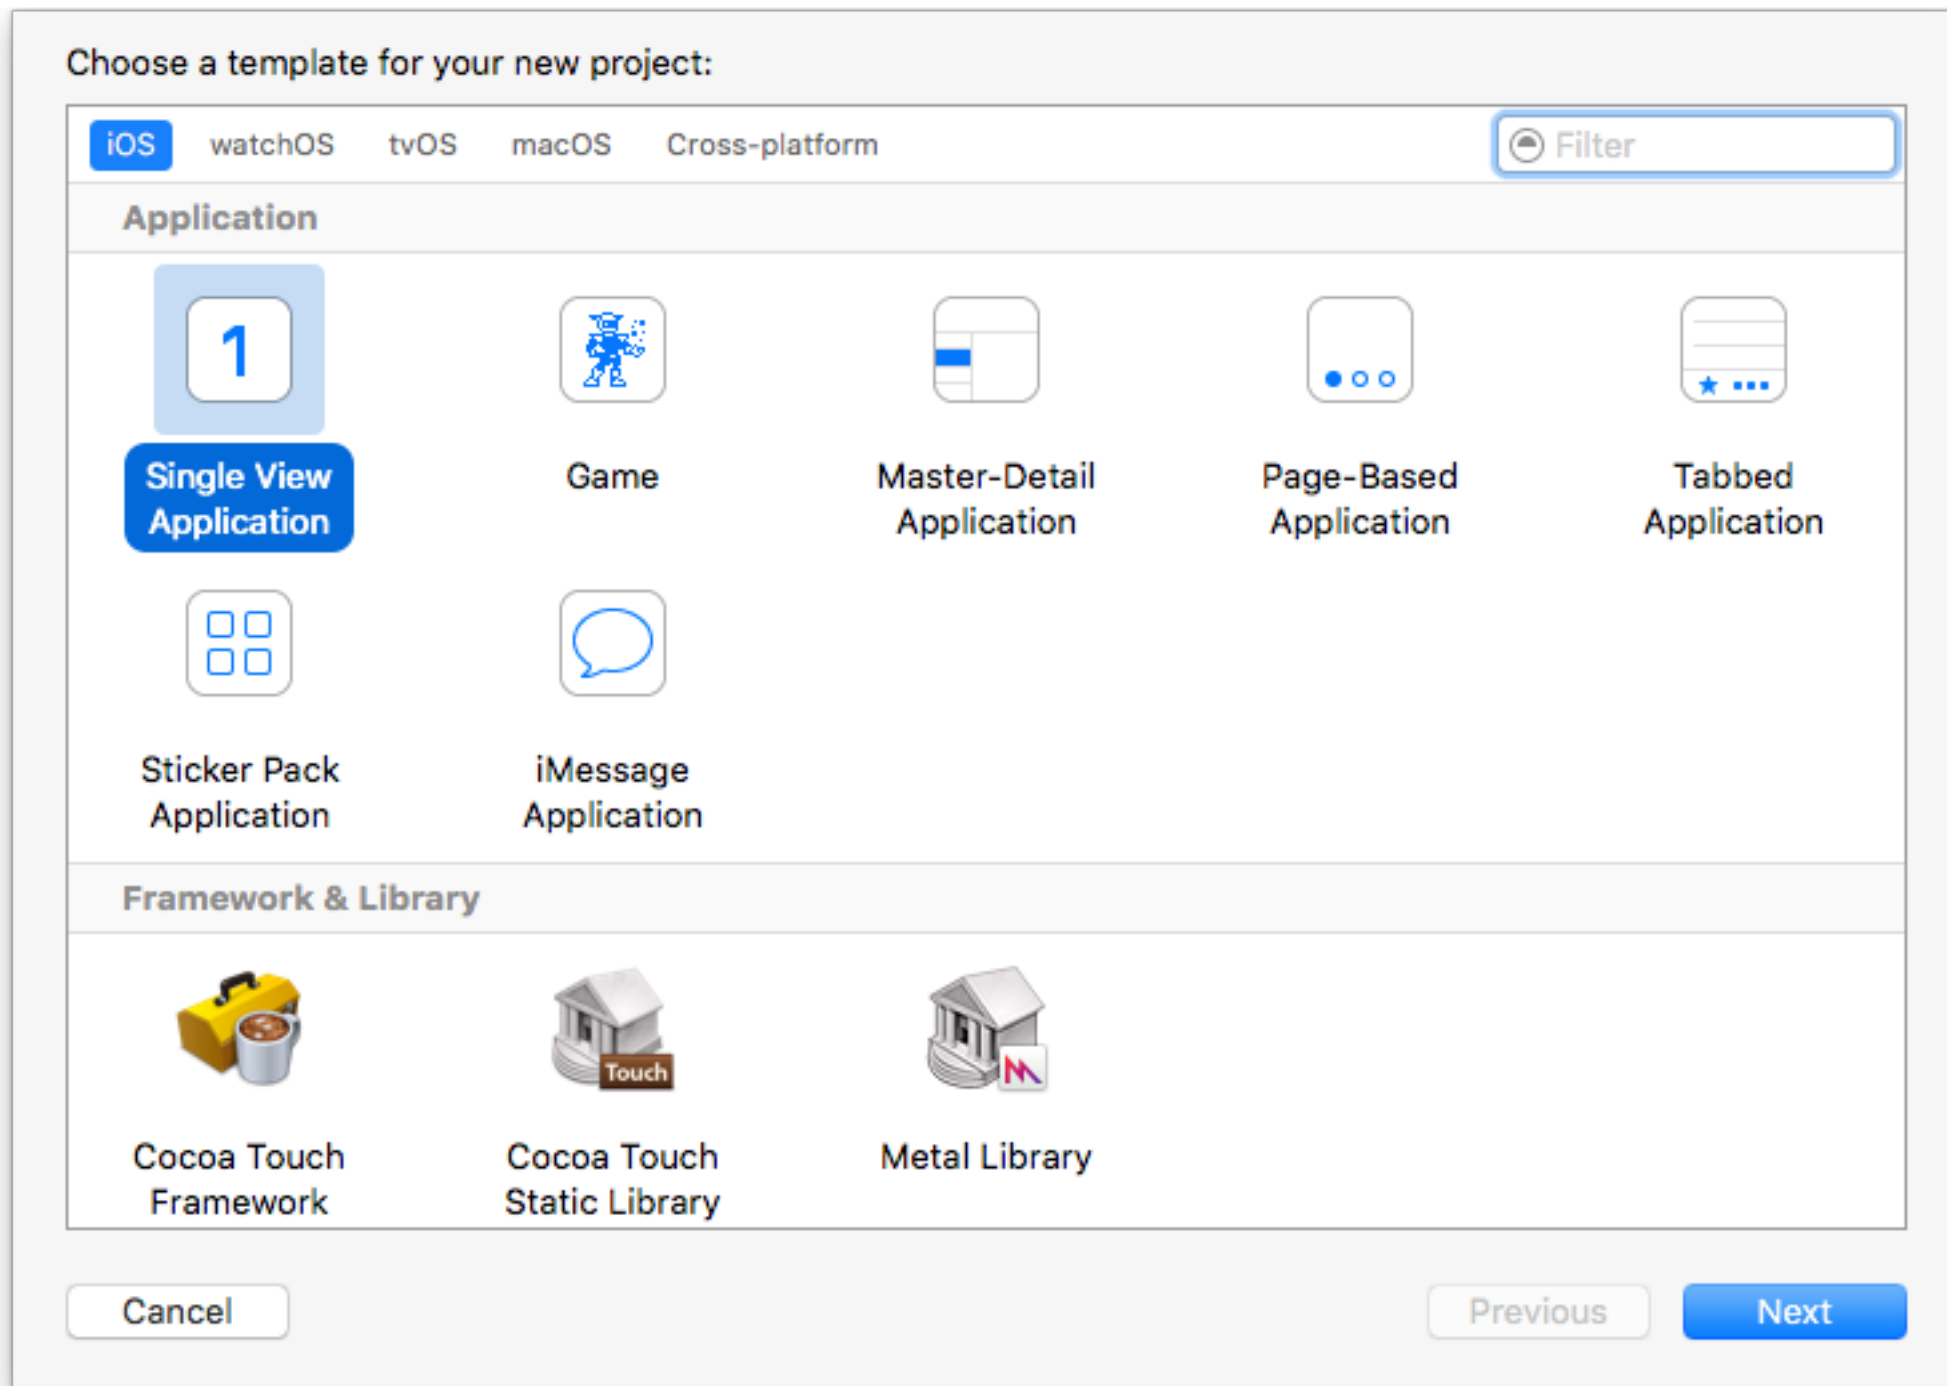 Choose a template for your new project:
iOS watchOS tvOS macOS Cross-platform Filter
Application
1
Single View Game Master-Detail Page-Based Tabbed
Application Application Application Application
Sticker Pack iMessage
Application Application
Framework & Library
Touch
Cocoa Touch Cocoa Touch Metal Library
Framework Static Library
Cancel Previous Next